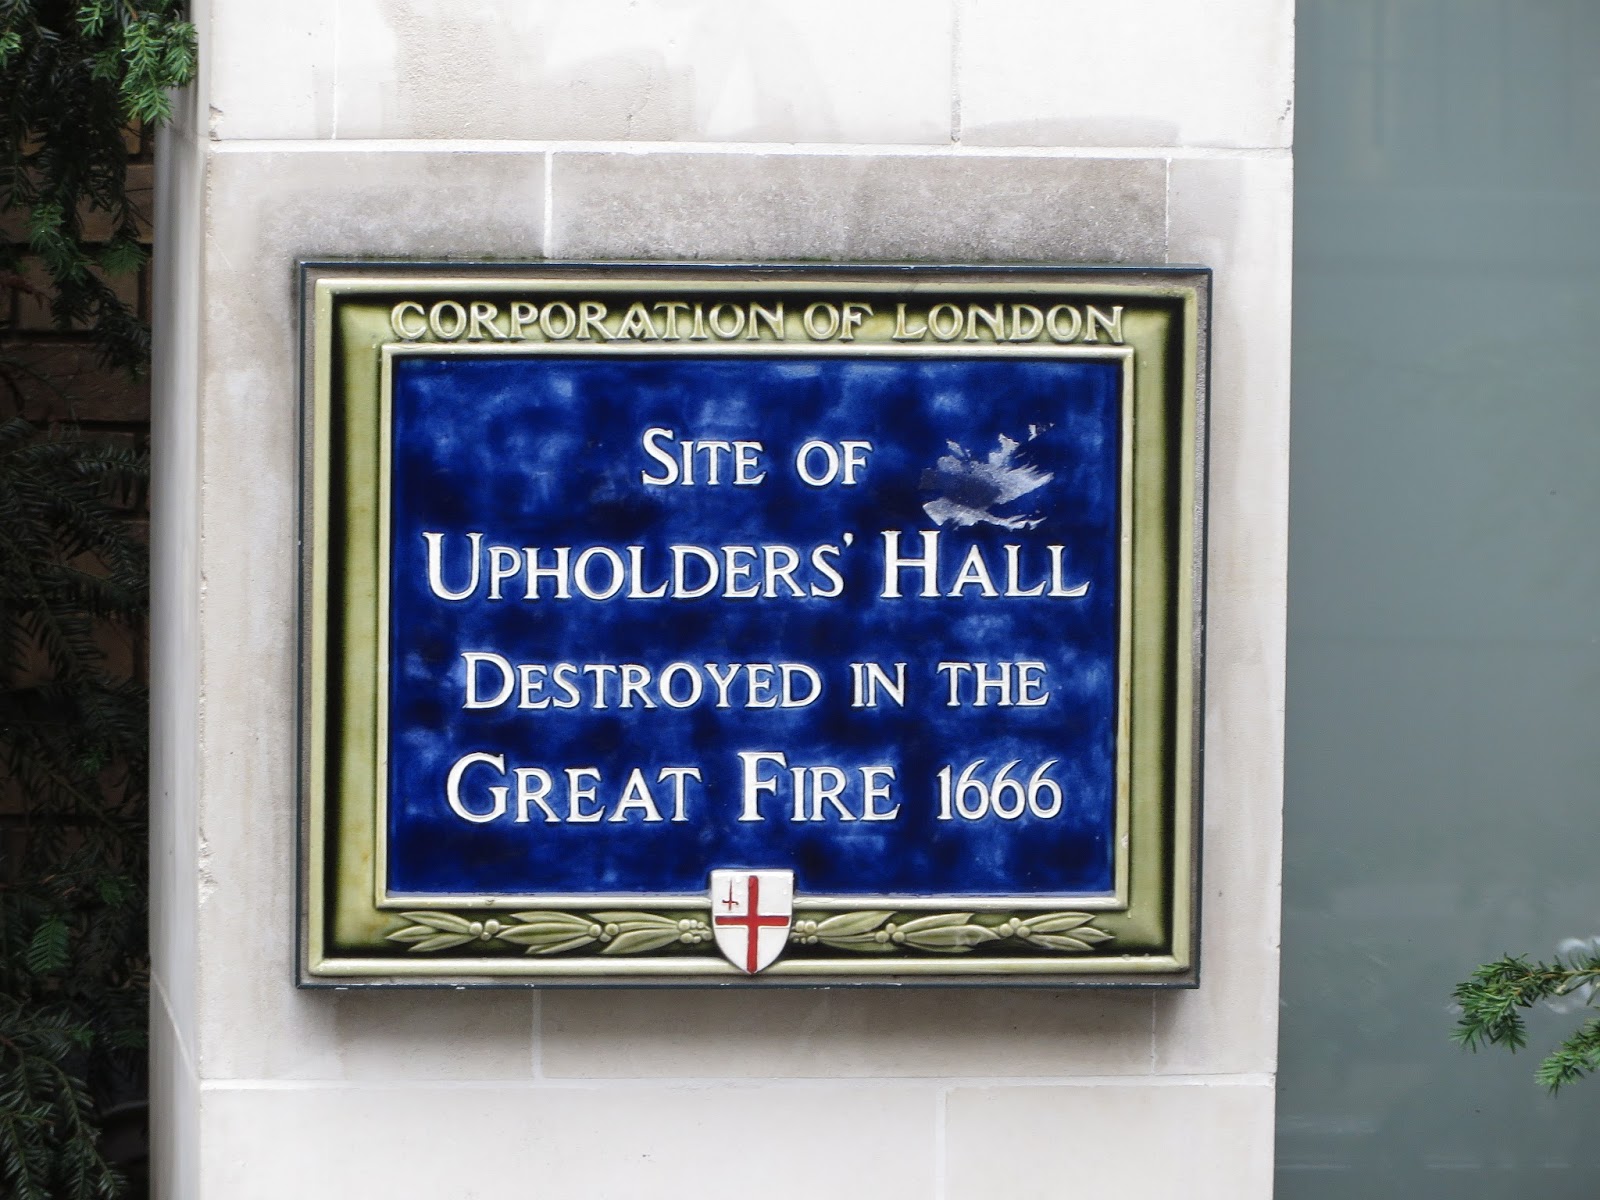 CORPORATION OF LONDON
SITE OF
UPHOLDERS' HALL
DESTROYED IN THE
GREAT FIRE 1666